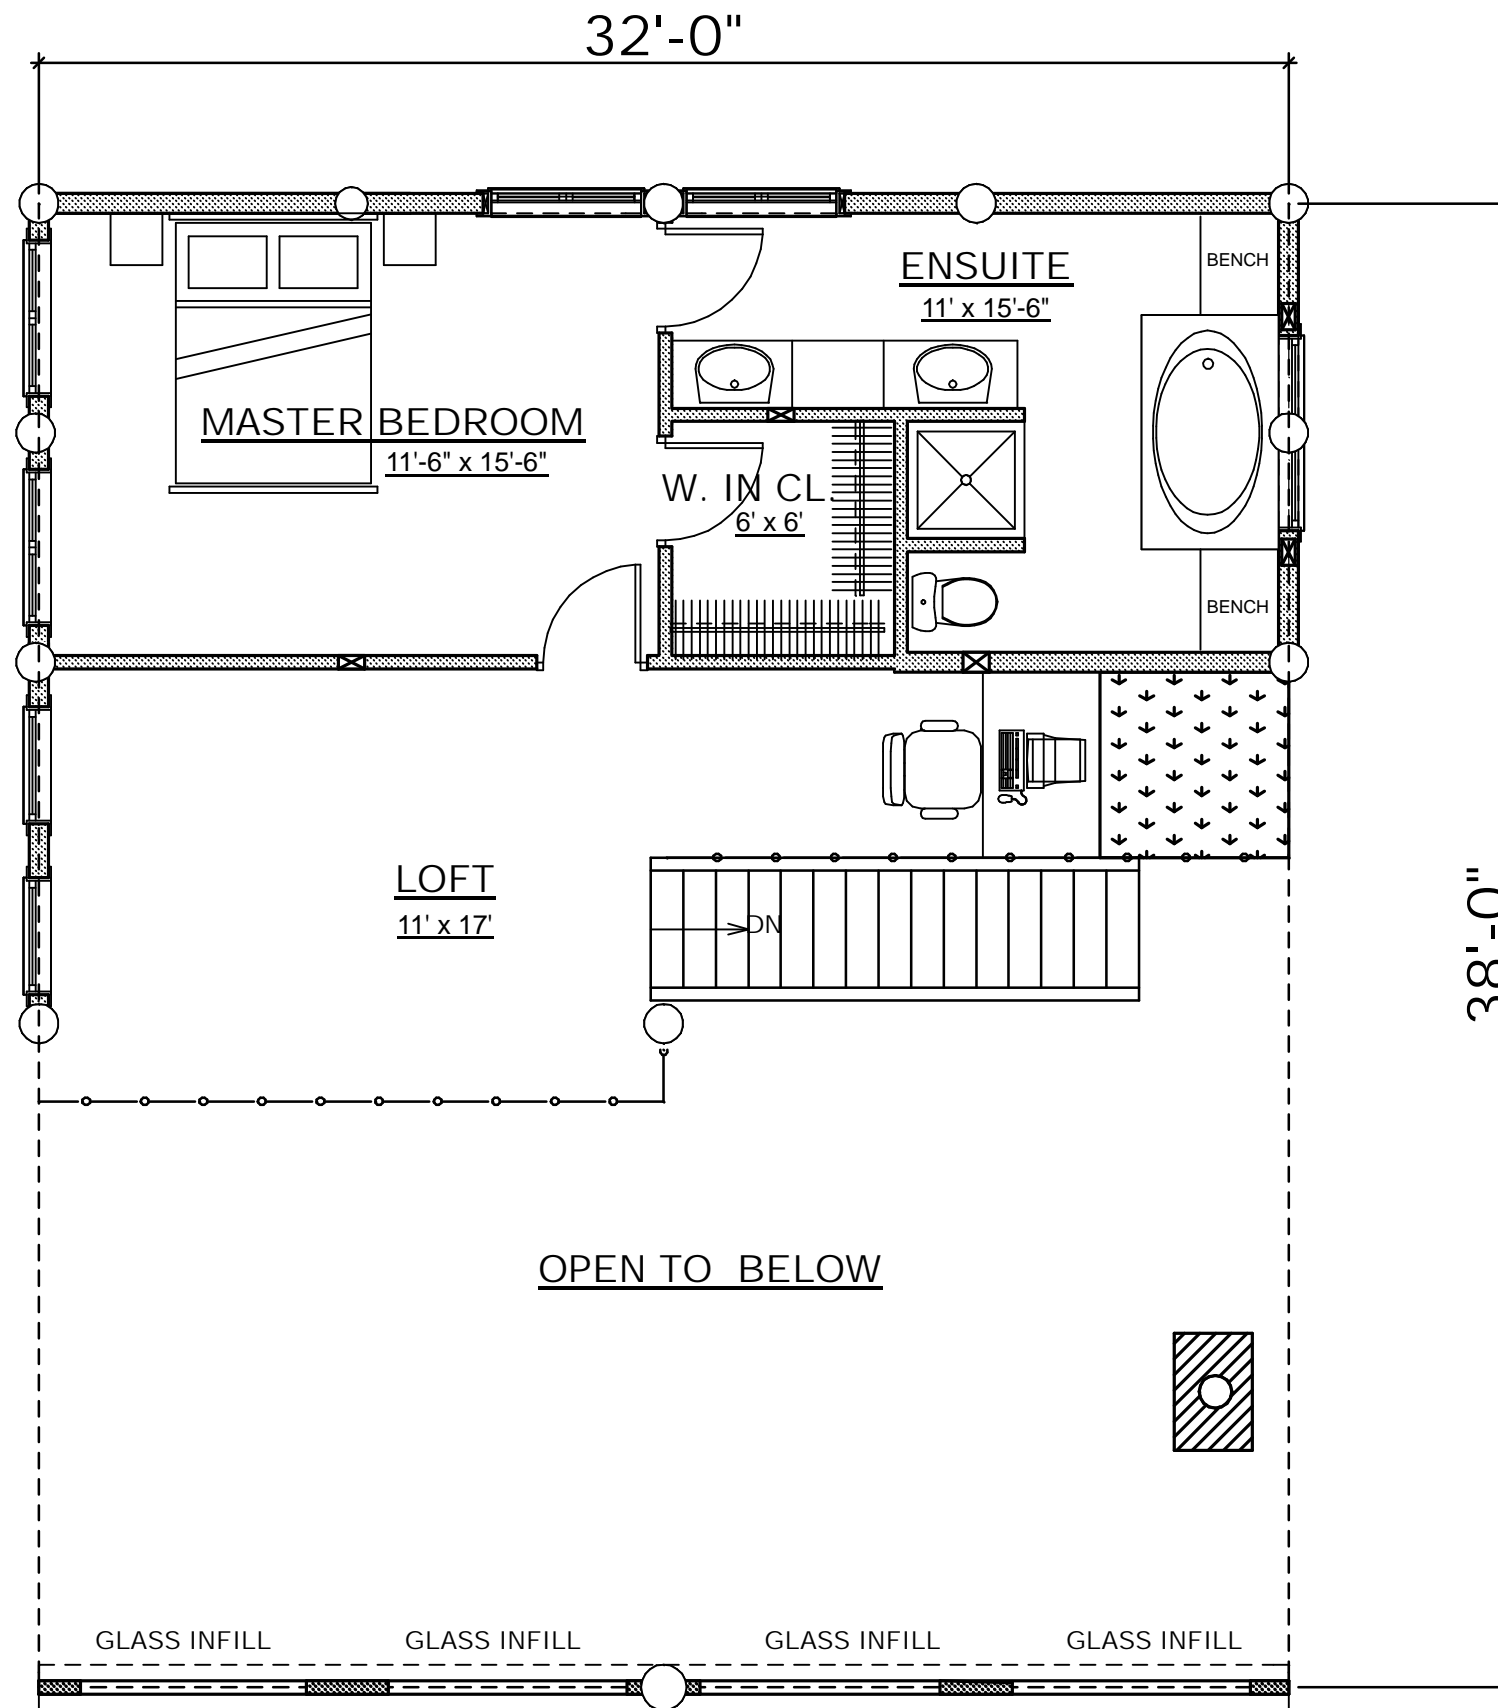 32'-0"
ENSUITE
11' x 15'-6"
BENCH
MASTER BEDROOM
11'-6" x 15'-6"
W. IN CL.
6' x 6'
BENCH
LOFT
11' x 17'
DN
38'-0"
OPEN TO BELOW
GLASS INFILL
GLASS INFILL
GLASS INFILL
GLASS INFILL